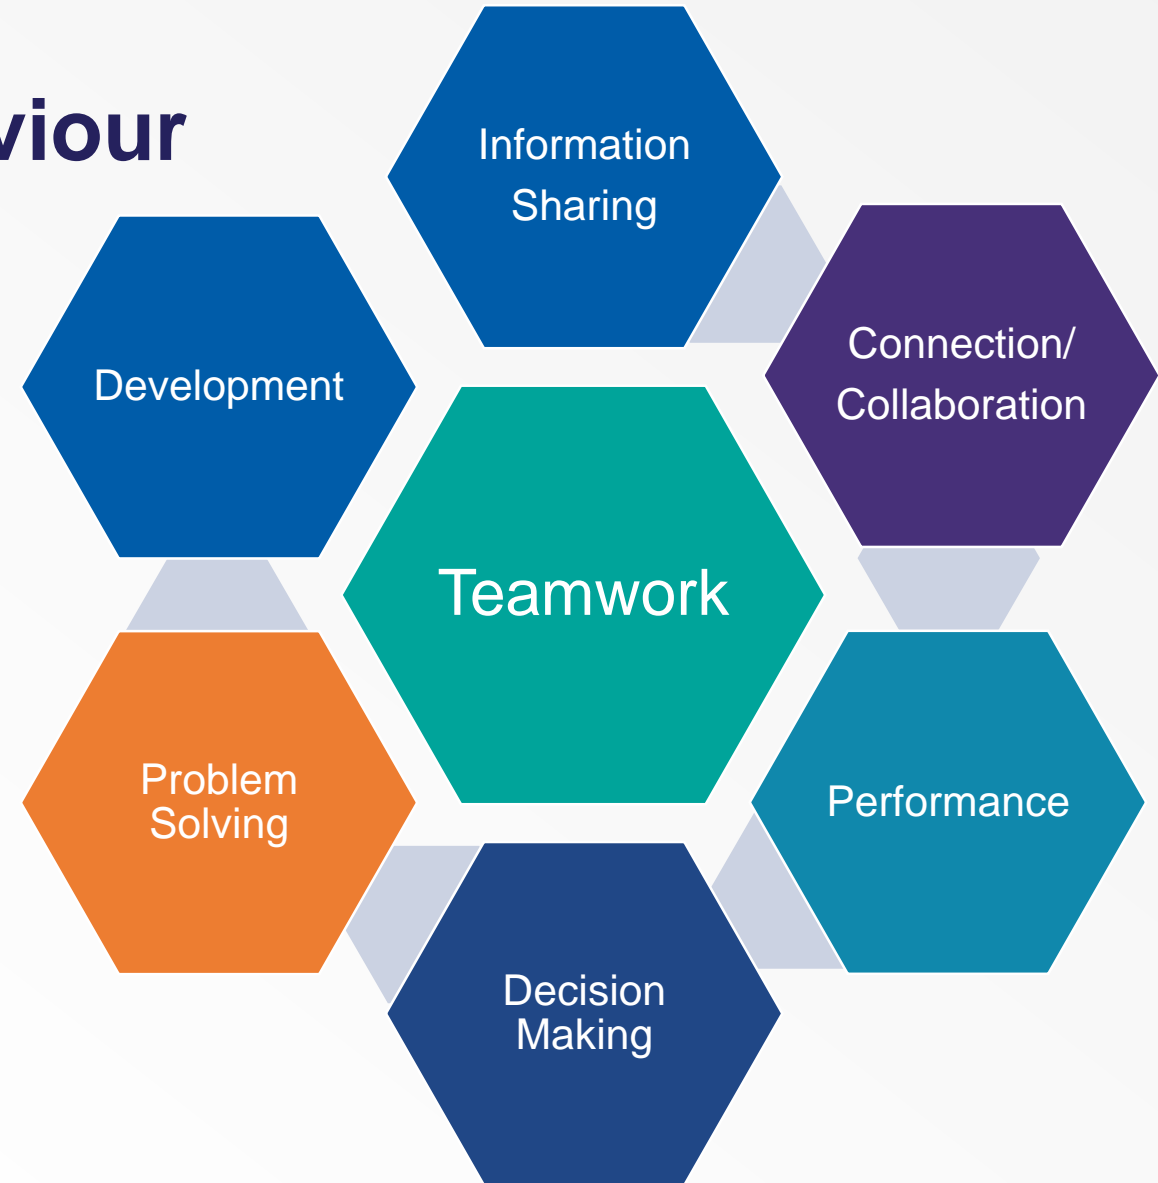 viour
Information
Sharing
Connection/
Collaboration
Development
Teamwork
Performance
Problem
Solving
Decision
Making